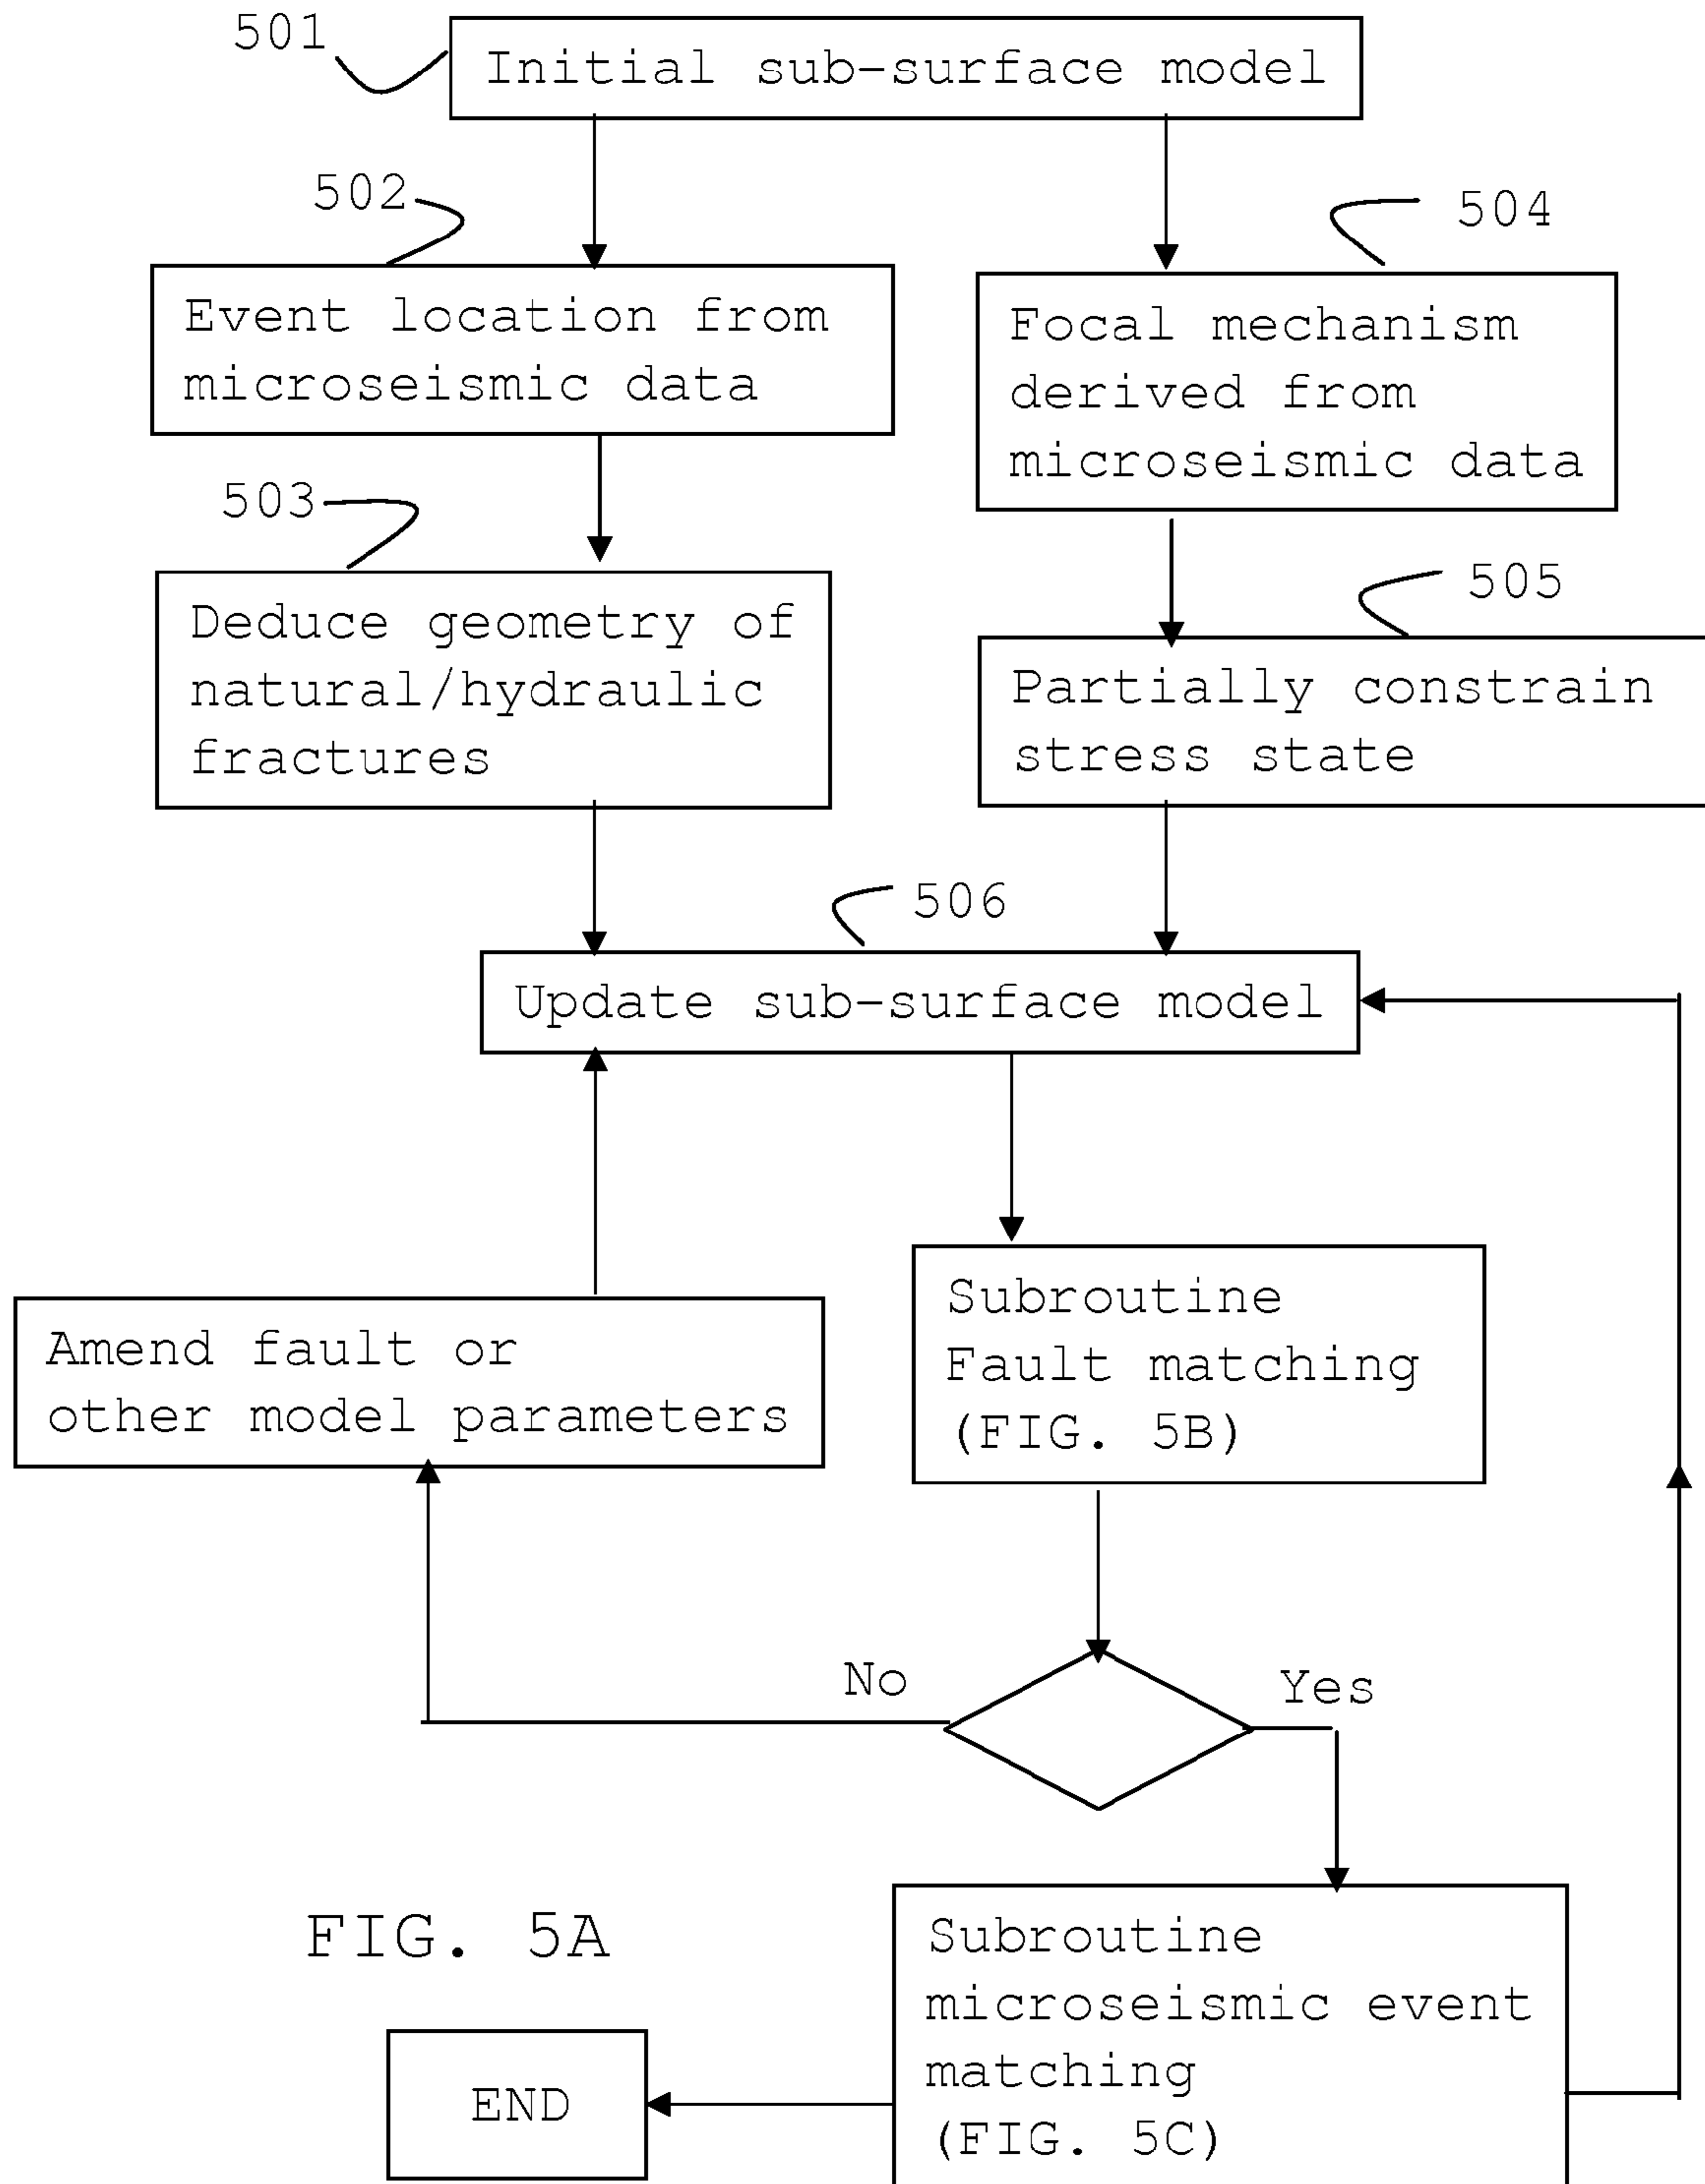 501
Initial sub-surface model
502
504
Event location from
microseismic data
Focal mechanism
derived from
microseismic data
503
505
Deduce geometry of
natural/hydraulic
fractures
Partially constrain
stress state
506
Update sub-surface model
Subroutine
Fault matching
(FIG. 5B)
Amend fault or
other model parameters
No
Yes
FIG. 5A
Subroutine
microseismic event
matching
(FIG. 5C)
END